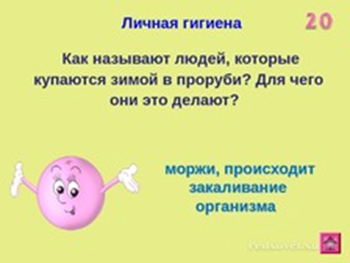 Личная гигиена
20
Как называют людей, которые
купаются зимой в проруби? Для чего
они это делают?
моржи, происходит
закаливание
организма